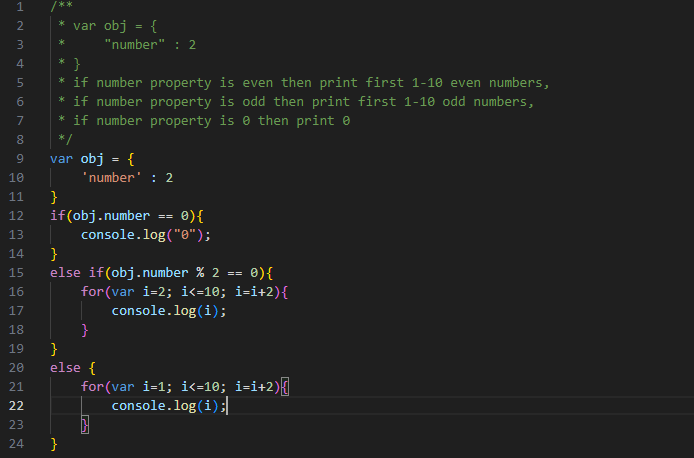 1 /**
2  * var obj = {
3  *     "number" : 2
4  * }
5  * if number property is even then print first 1-10 even numbers,
6  * if number property is odd then print first 1-10 odd numbers,
7  * if number property is 0 then print 0
8  */
9 var obj = {
10     'number' : 2
11 }
12 if(obj.number == 0){
13     console.log("0");
14 }
15 else if(obj.number % 2 == 0){
16     for(var i=2; i<=10; i=i+2){
17         console.log(i);
18     }
19 }
20 else {
21     for(var i=1; i<=10; i=i+2){
22         console.log(i);
23     }
24 }